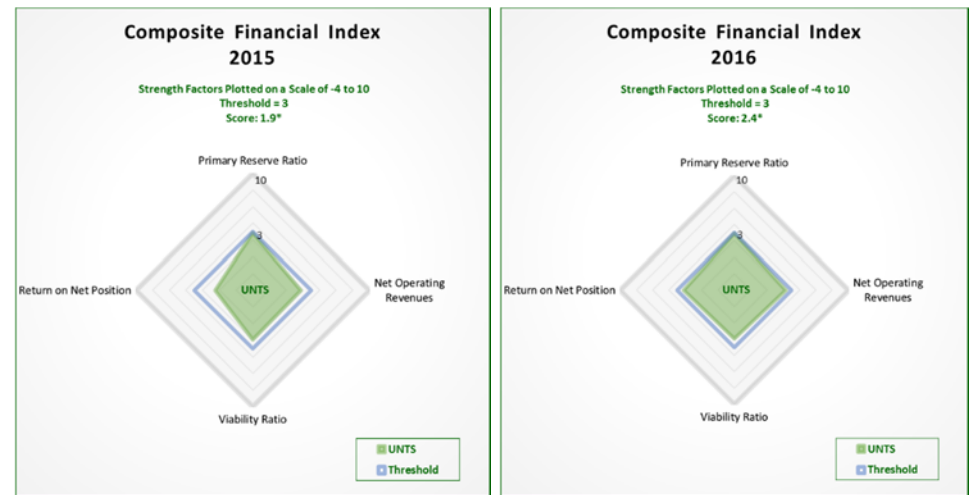 Composite Financial Index
2015
Strength Factors Plotted on a Scale of -4 to 10
Threshold = 3
Score: 1.9*
Primary Reserve Ratio
10
3
Return on Net Position
UNTS
Net Operating
Revenues
Viability Ratio
UNTS
Threshold
Composite Financial Index
2016
Strength Factors Plotted on a Scale of -4 to 10
Threshold = 3
Score: 2.4*
Primary Reserve Ratio
10
3
Return on Net Position
UNTS
Net Operating
Revenues
Viability Ratio
UNTS
Threshold